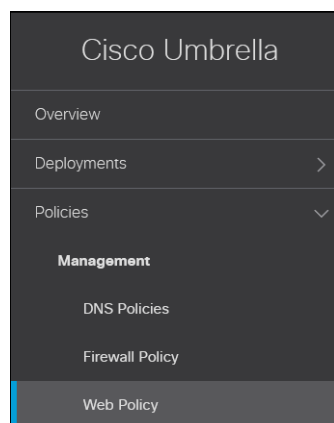 Cisco Umbrella
Overview
Deployments
Policies
Management
DNS Policies
Firewall Policy
Web Policy